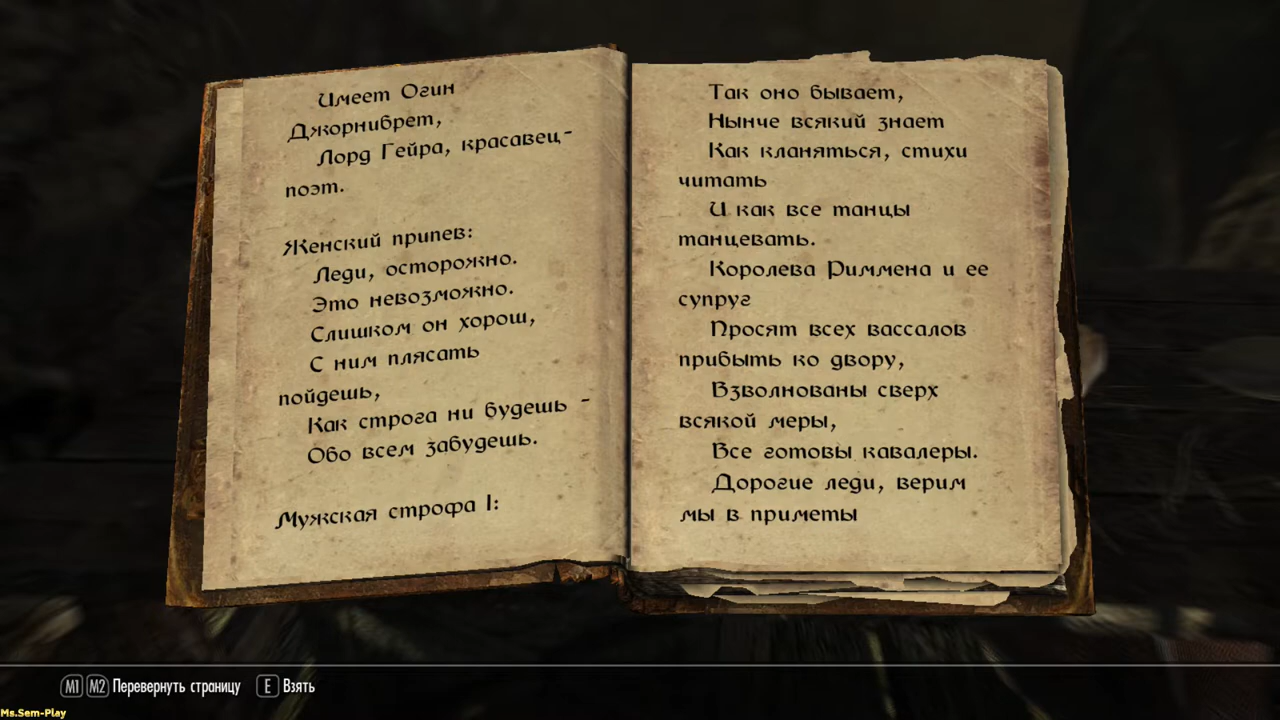 Имеет Огин
Джорнибрет,
Лорд Гейра, красавец-
поэт.
Женский припев:
Леди, осторожно.
Это невозможно.
Слишком он хорош,
С ним плясать
пойдешь,
Как строга ни будешь -
Обо всем забудешь.
Мужская строфа I:
Так оно бывает,
Нынче всякий знает
Как кланяться, стихи
читать
И как все танцы
танцевать.
Королева Риммена и ее
супруг
Просят всех вассалов
прибыть ко двору,
Взволнованы сверх
всякой меры,
Все готовы кавалеры.
Дорогие леди, верим
мы в приметы
M1 M2 Перевернуть страницу E Взять
Ms.Sem-Play